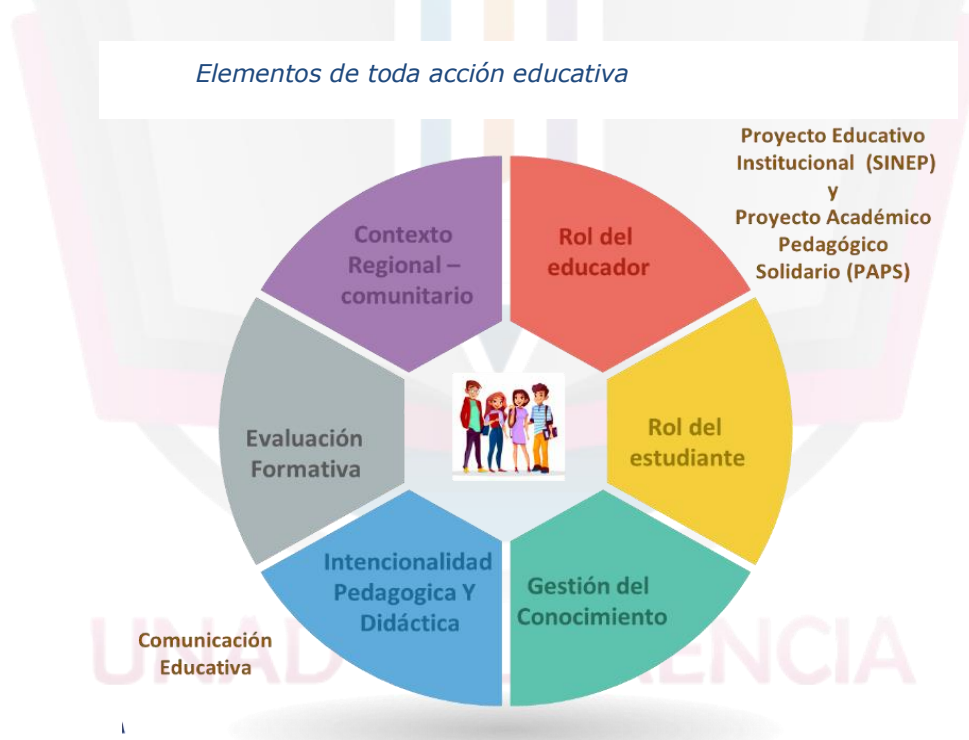 Elementos de toda acción educativa
Proyecto Educativo
Institucional (SINEP)
y
Proyecto Académico
Pedagógico
Solidario (PAPS)
Contexto
Regional –
comunitario
Rol del
educador
Rol del
estudiante
Gestión del
Conocimiento
Intencionalidad
Pedagogica Y
Didáctica
Evaluación
Formativa
Comunicación
Educativa